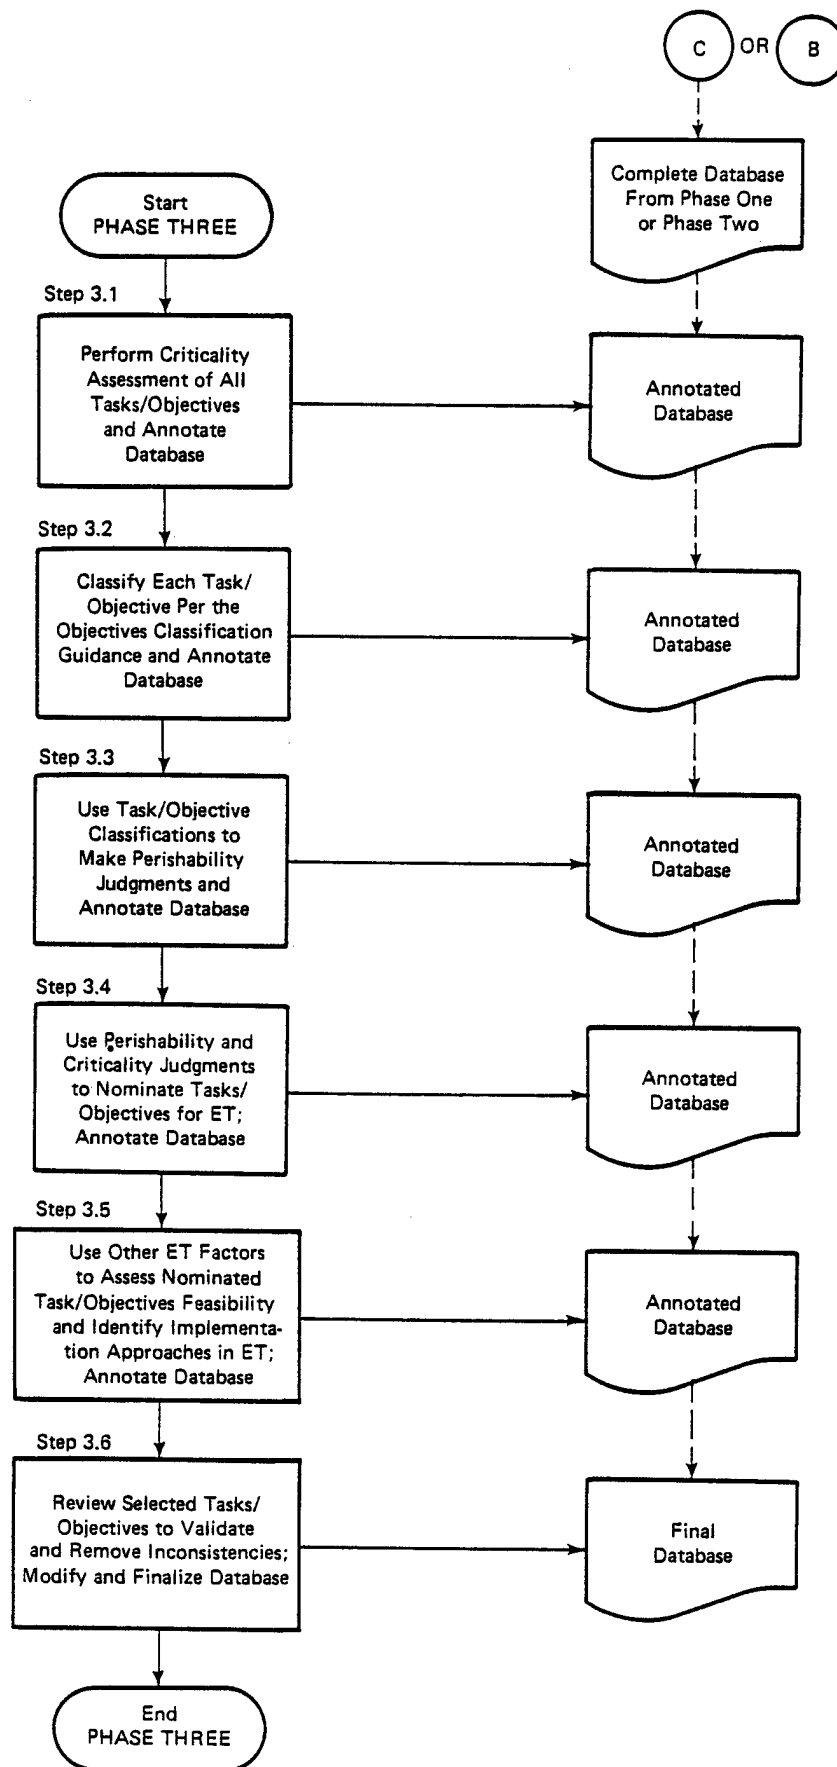 C OR B
Complete Database
From Phase One
or Phase Two
Start
PHASE THREE
Step 3.1
Perform Criticality
Assessment of All
Tasks/Objectives
and Annotate
Database
Annotated
Database
Step 3.2
Classify Each Task/
Objective Per the
Objectives Classification
Guidance and Annotate
Database
Annotated
Database
Step 3.3
Use Task/Objective
Classifications to
Make Perishability
Judgments and
Annotate Database
Annotated
Database
Step 3.4
Use Perishability and
Criticality Judgments
to Nominate Tasks/
Objectives for ET;
Annotate Database
Annotated
Database
Step 3.5
Use Other ET Factors
to Assess Nominated
Task/Objectives Feasibility
and Identify Implementa-
tion Approaches in ET;
Annotate Database
Annotated
Database
Step 3.6
Review Selected Tasks/
Objectives to Validate
and Remove Inconsistencies;
Modify and Finalize Database
Final
Database
End
PHASE THREE